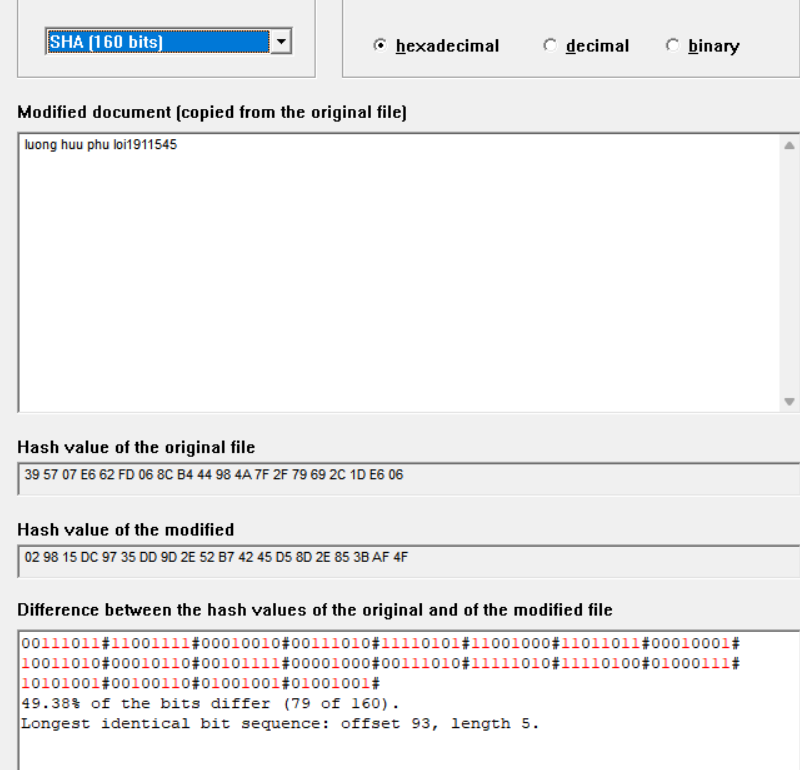 SHA (160 bits)
hexadecimal decimal binary
Modified document (copied from the original file)
luong huu phu loi1911545
Hash value of the original file
39 57 07 E6 62 FD 06 8C B4 44 98 4A 7F 2F 79 69 2C 1D E6 06
Hash value of the modified
02 98 15 DC 97 35 DD 9D 2E 52 B7 42 45 D5 8D 2E 85 3B AF 4F
Difference between the hash values of the original and of the modified file
00111011#11001111#00010010#00111010#11110101#11001000#11011011#00010001#
10011010#00010110#00101111#00001000#00111010#11111010#11110100#01000111#
10101001#00100110#01001001#01001001#
49.38% of the bits differ (79 of 160).
Longest identical bit sequence: offset 93, length 5.